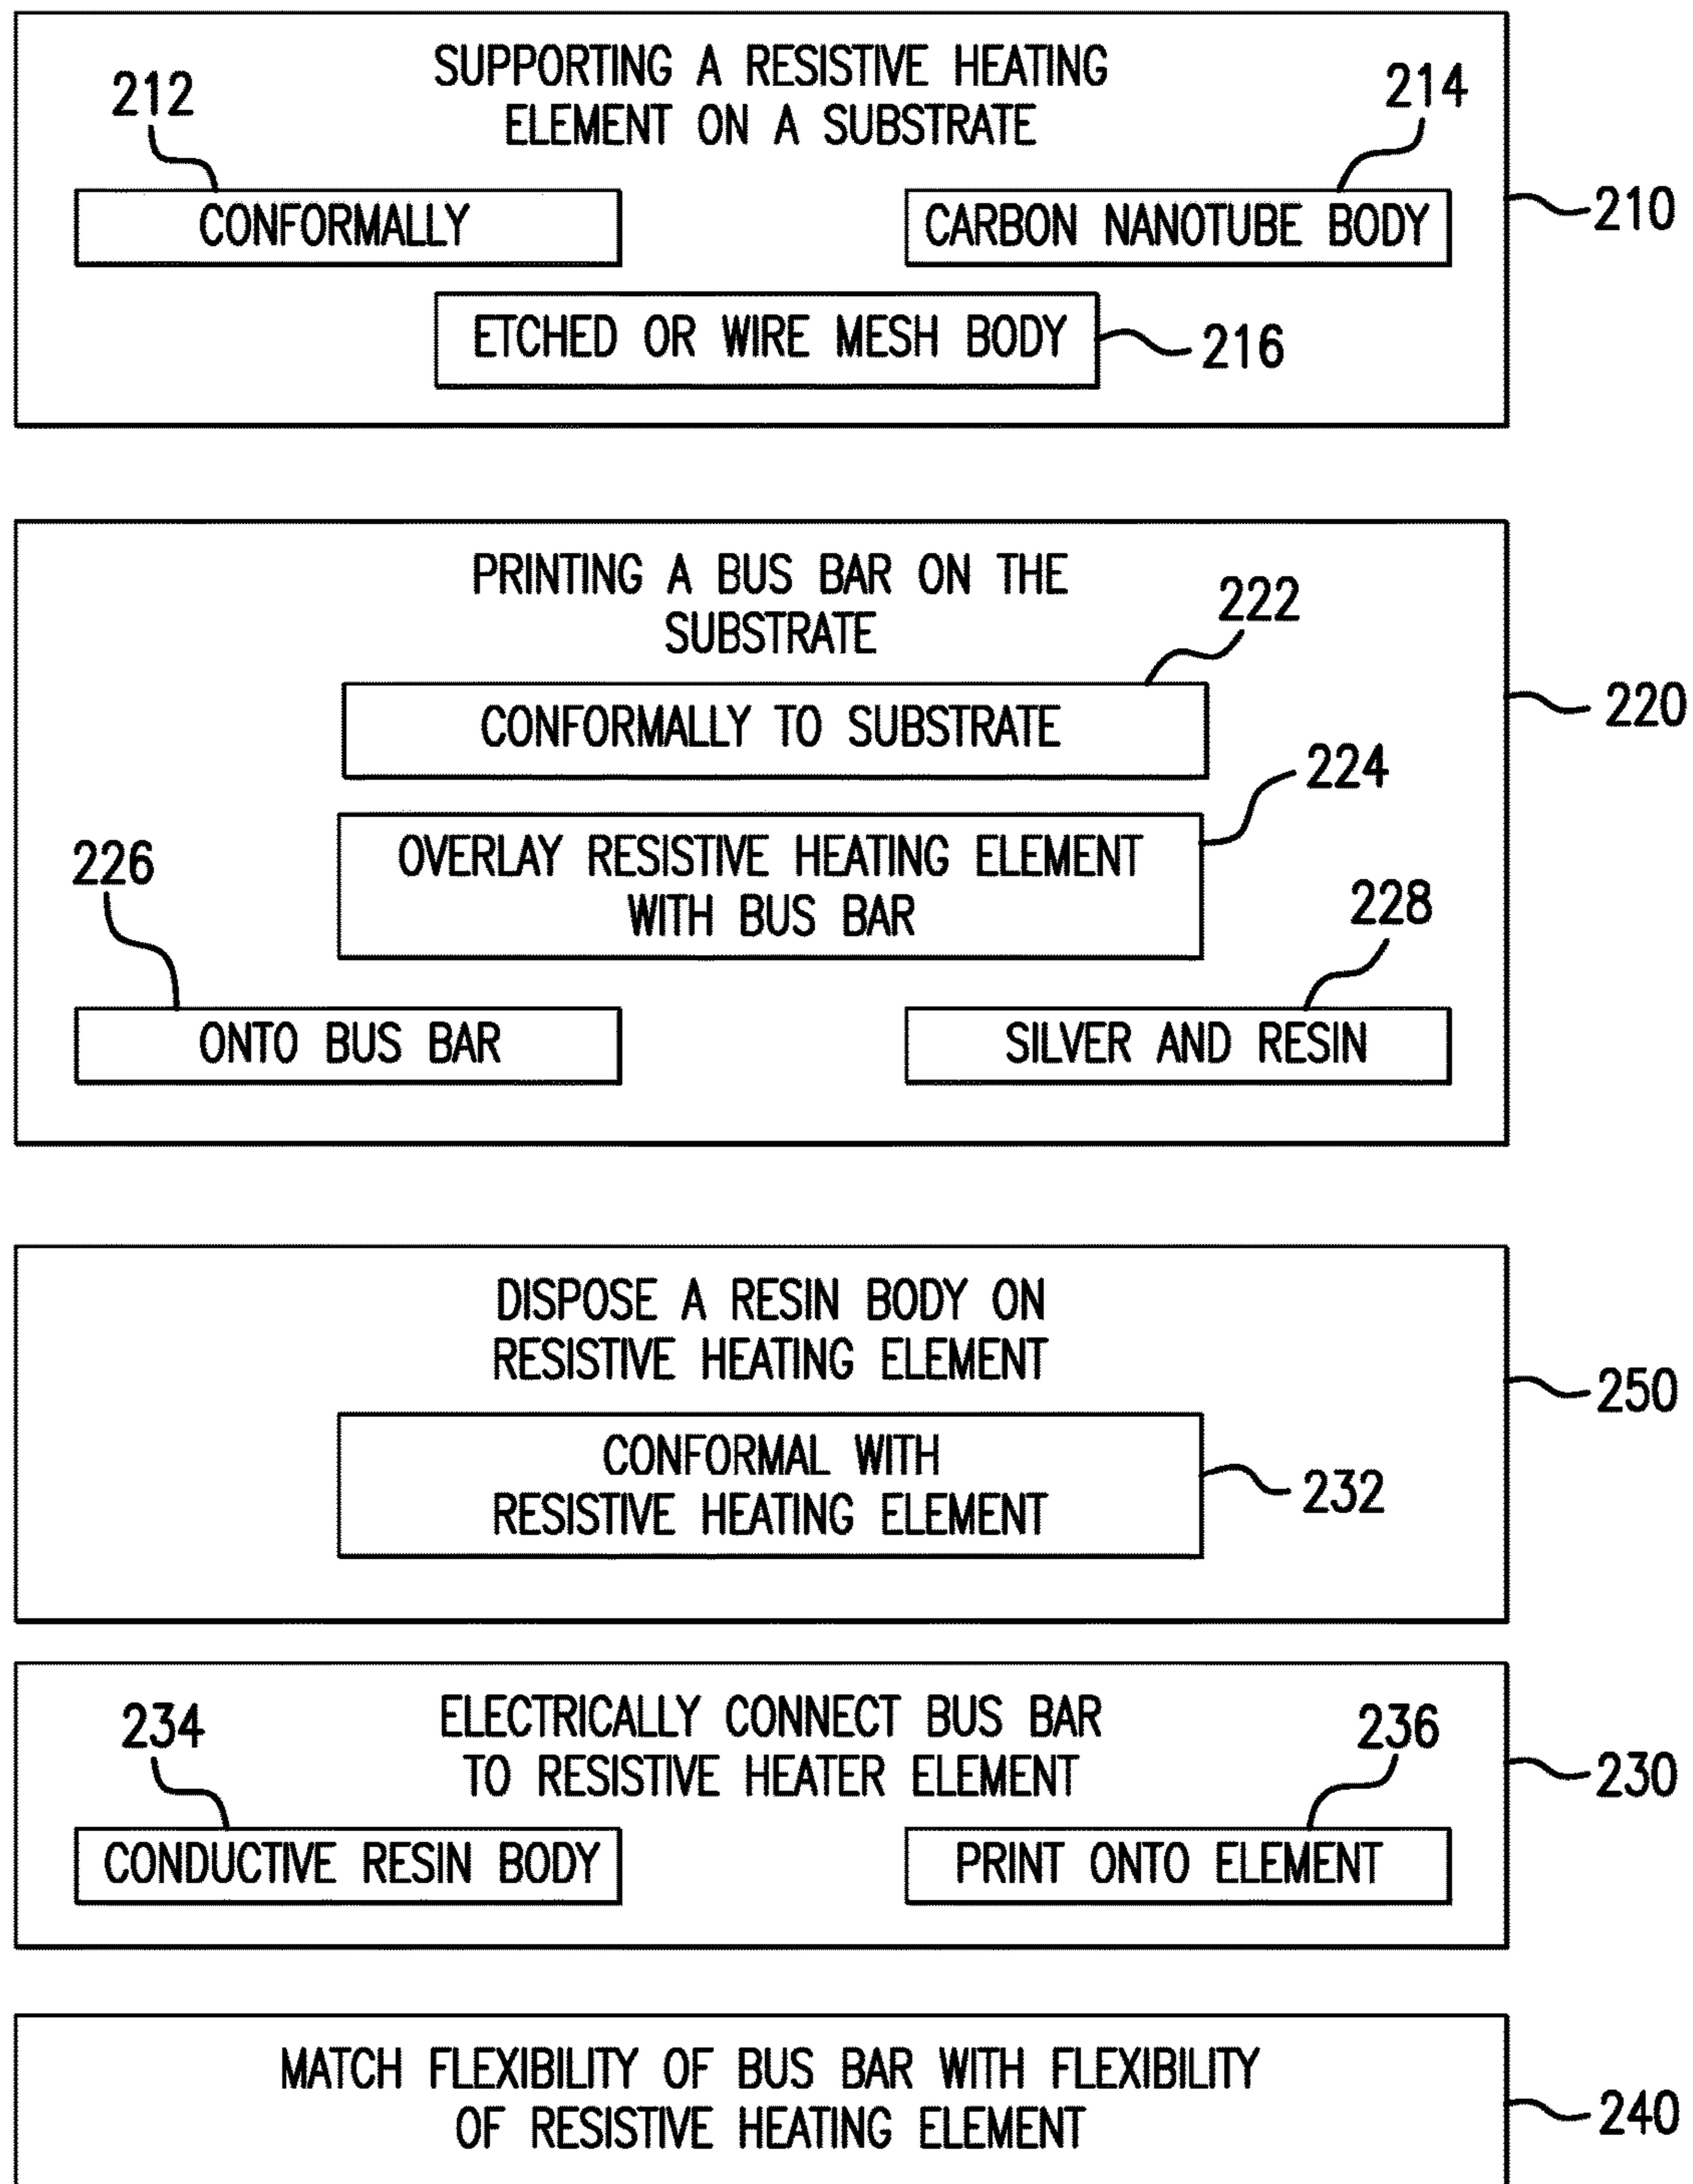 SUPPORTING A RESISTIVE HEATING
ELEMENT ON A SUBSTRATE
212
214
CONFORMALLY
CARBON NANOTUBE BODY
210
ETCHED OR WIRE MESH BODY
216
PRINTING A BUS BAR ON THE
SUBSTRATE
222
CONFORMALLY TO SUBSTRATE
220
224
OVERLAY RESISTIVE HEATING ELEMENT
WITH BUS BAR
226
228
ONTO BUS BAR
SILVER AND RESIN
DISPOSE A RESIN BODY ON
RESISTIVE HEATING ELEMENT
250
CONFORMAL WITH
RESISTIVE HEATING ELEMENT
232
ELECTRICALLY CONNECT BUS BAR
TO RESISTIVE HEATER ELEMENT
234
236
230
CONDUCTIVE RESIN BODY
PRINT ONTO ELEMENT
MATCH FLEXIBILITY OF BUS BAR WITH FLEXIBILITY
OF RESISTIVE HEATING ELEMENT
240